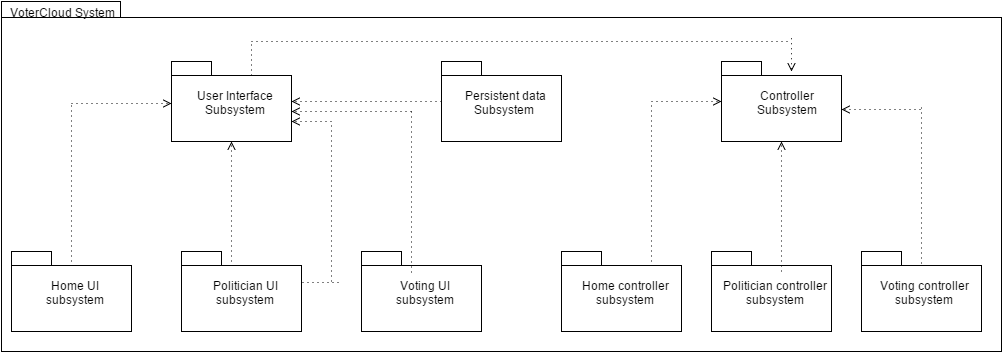 VoterCloud System
User Interface
Subsystem
Persistent data
Subsystem
Controller
Subsystem
Home UI
subsystem
Politician UI
subsystem
Voting UI
subsystem
Home controller
subsystem
Politician controller
subsystem
Voting controller
subsystem